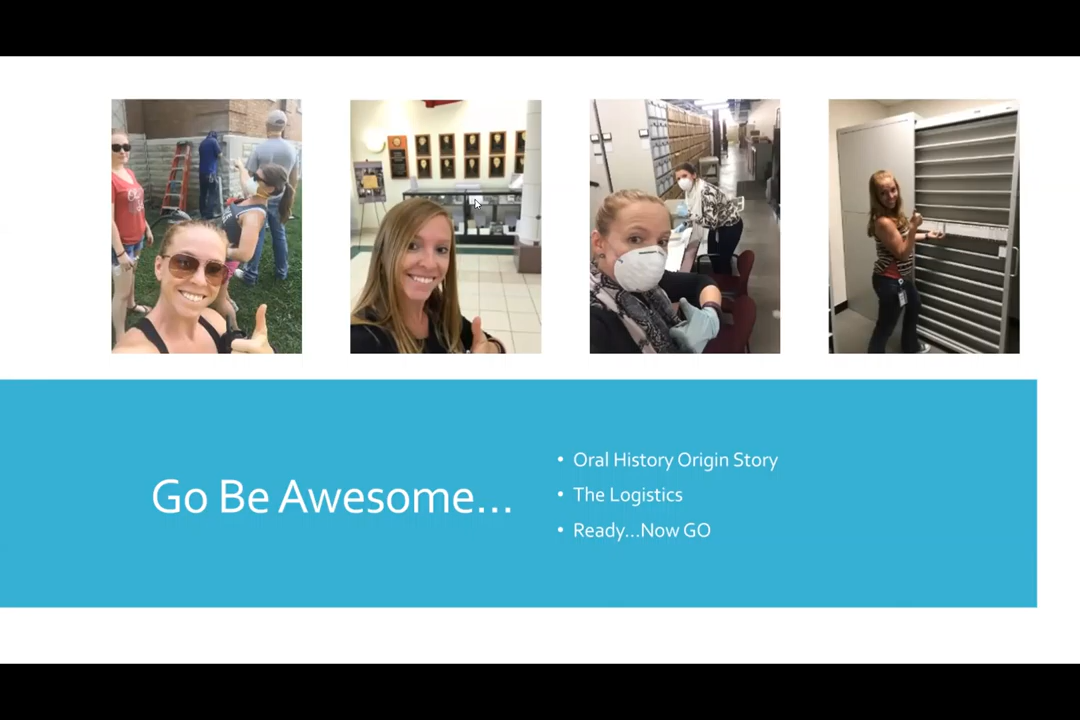 Go Be Awesome...
• Oral History Origin Story
• The Logistics
• Ready...Now GO